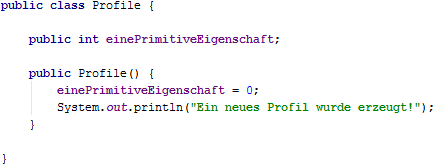 public class Profile {
public int einePrimitiveEigenschaft;
public Profile() {
einePrimitiveEigenschaft = 0;
System.out.println("Ein neues Profil wurde erzeugt!");
}
}